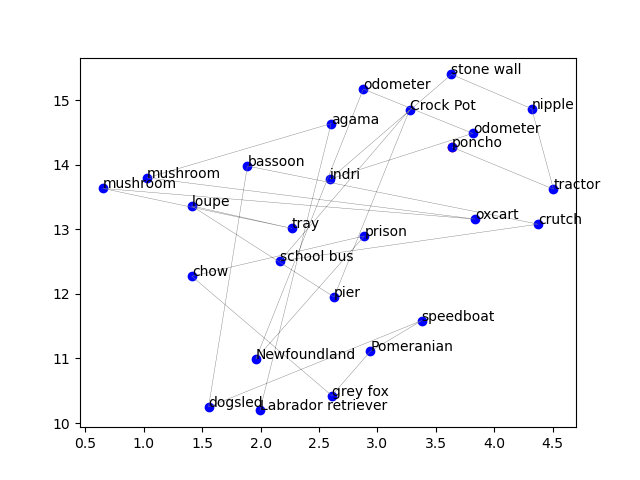 stone wall
odometer
15
Crock Pot
nipple
agama
odometer
poncho
14
bassoon
mushroom
indri
mushroom
tractor
loupe
oxcart
crutch
tray
13
prison
school bus
chow
12
pier
speedboat
Pomeranian
11
Newfoundland
grey fox
dogsled
Labrador retriever
10
0.5 1.0 1.5 2.0 2.5 3.0 3.5 4.0 4.5